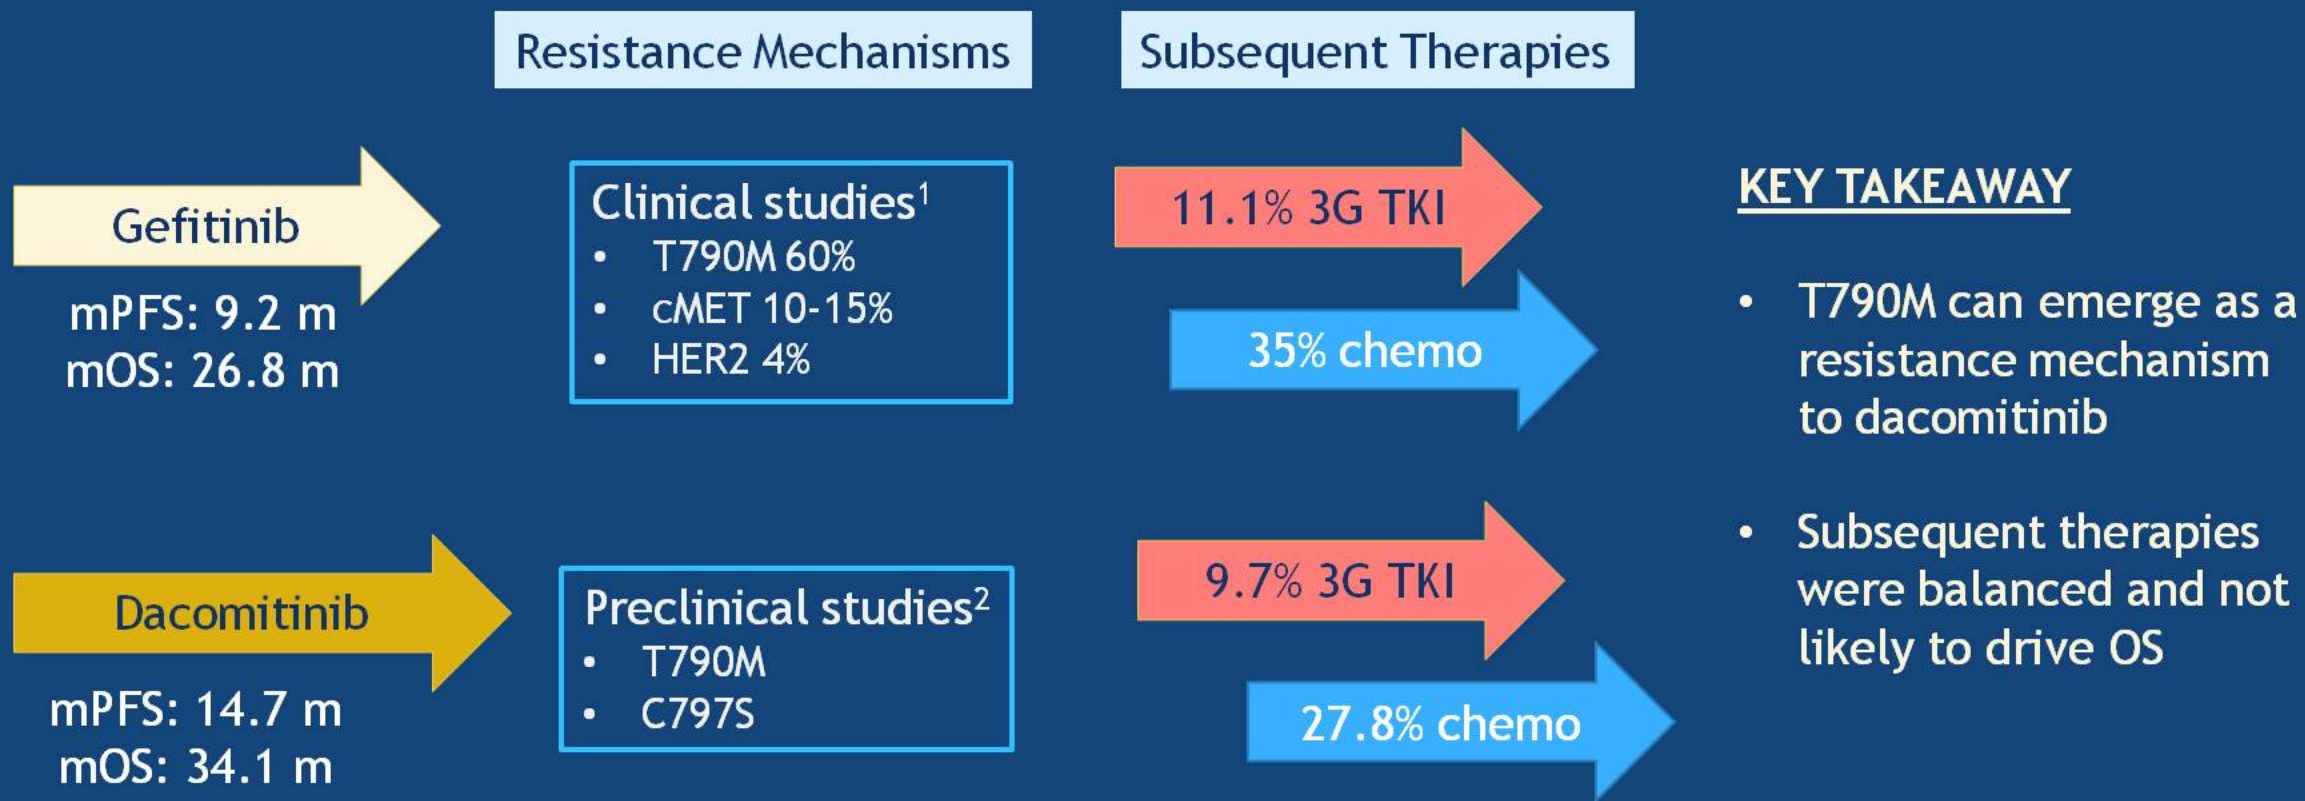 Resistance Mechanisms
Subsequent Therapies
Gefitinib
mPFS: 9.2 m
mOS: 26.8 m
Clinical studies¹
• T790M 60%
• cMET 10-15%
• HER2 4%
11.1% 3G TKI
35% chemo
Dacomitinib
mPFS: 14.7 m
mOS: 34.1 m
Preclinical studies²
• T790M
• C797S
9.7% 3G TKI
27.8% chemo
KEY TAKEAWAY
• T790M can emerge as a
resistance mechanism
to dacomitinib
• Subsequent therapies
were balanced and not
likely to drive OS